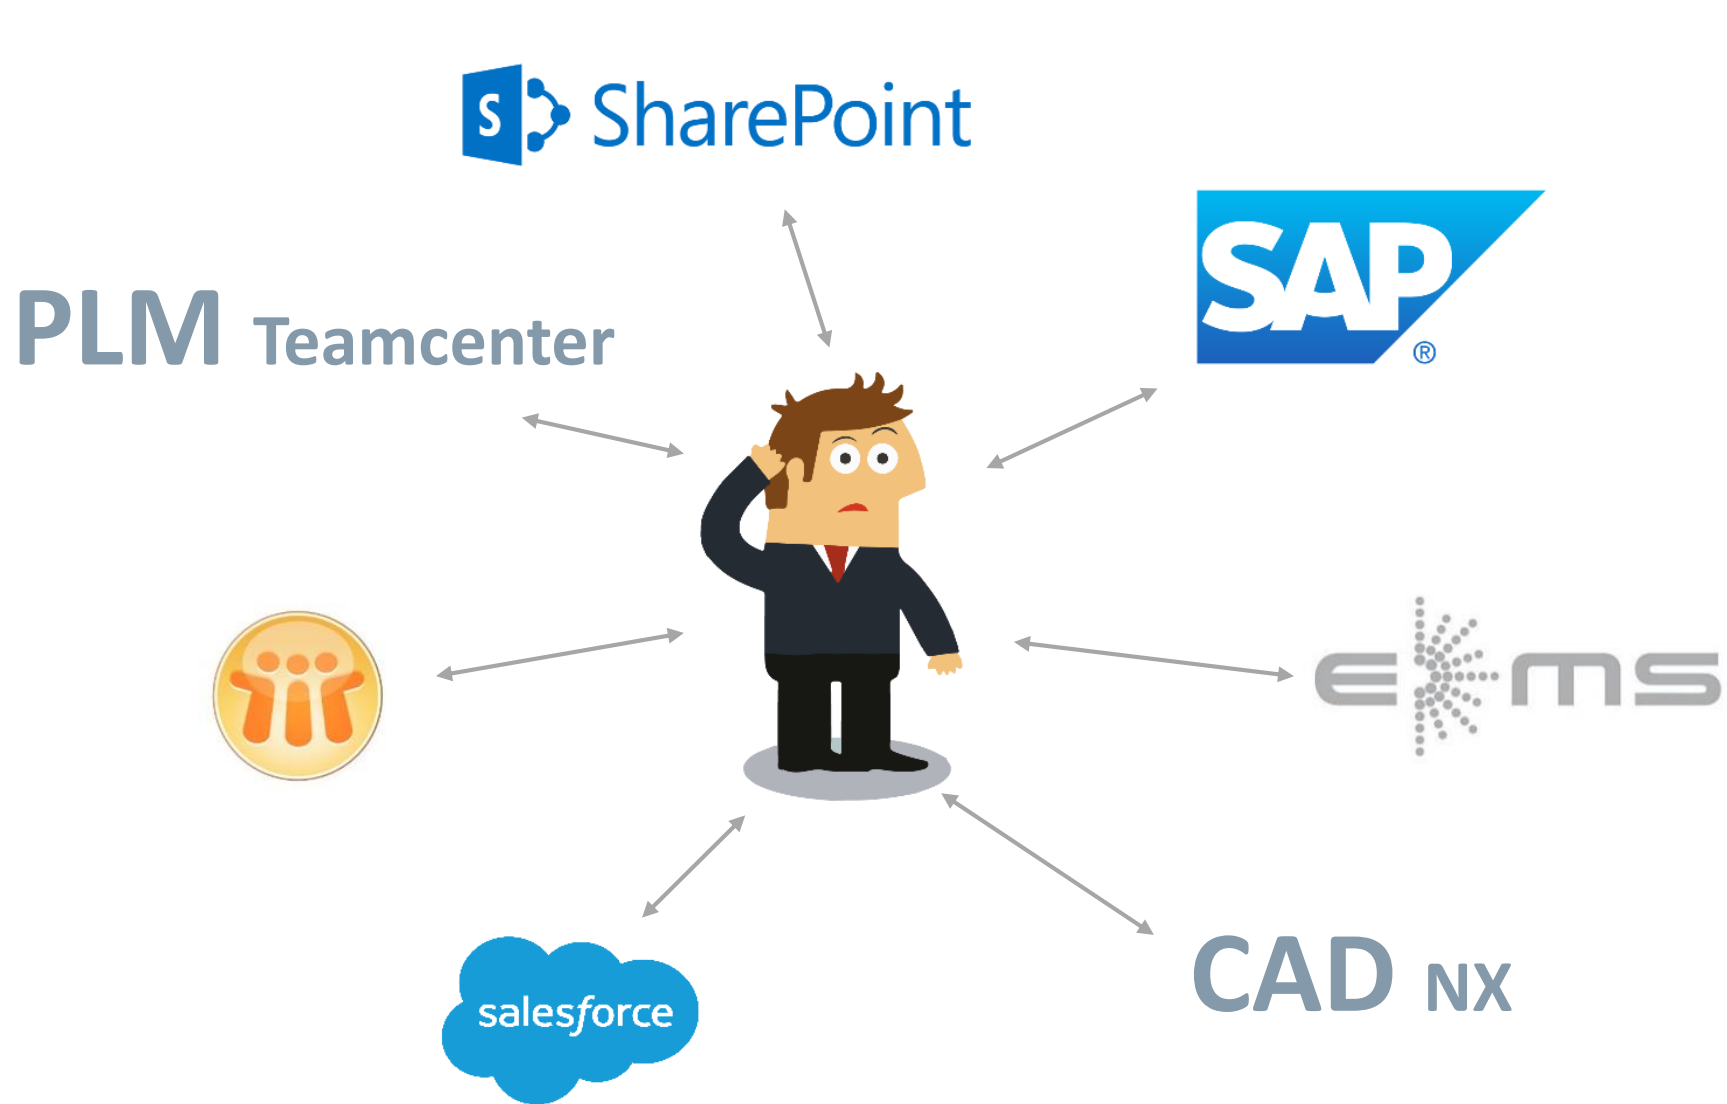 S SharePoint
SAP
®
PLM Teamcenter
ems
salesforce
CAD NX